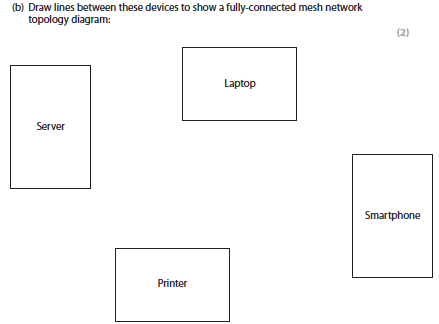 (b) Draw lines between these devices to show a fully-connected mesh network
topology diagram:
(2)
Laptop
Server
Smartphone
Printer